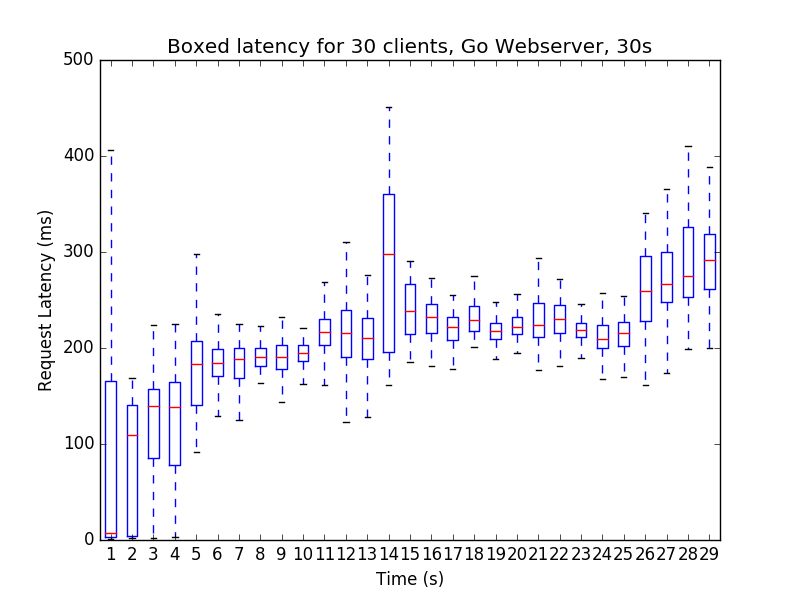 Boxed latency for 30 clients, Go Webserver, 30s
500
400
300
200
100
0
Request Latency (ms)
1 2 3 4 5 6 7 8 9 10 11 12 13 14 15 16 17 18 19 20 21 22 23 24 25 26 27 28 29
Time (s)